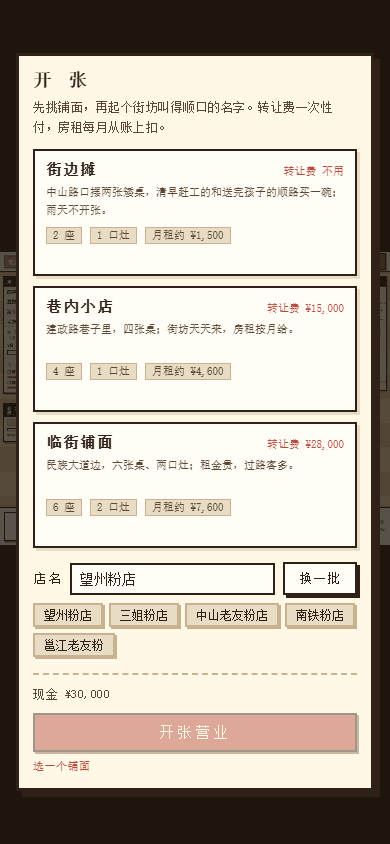 开 张
先挑铺面，再起个街坊叫得顺口的名字。转让费一次性
付，房租每月从账上扣。
街边摊 转让费 不用
中山路口摆两张矮桌，清早赶工的和送完孩子的顺路买一碗；
雨天不开张。
2 座 1 口灶 月租约 ¥1,500
巷内小店 转让费 ¥15,000
建政路巷子里，四张桌；街坊天天来，房租按月给。
4 座 1 口灶 月租约 ¥4,600
临街铺面 转让费 ¥28,000
民族大道边，六张桌、两口灶；租金贵，过路客多。
6 座 2 口灶 月租约 ¥7,600
店名 望州粉店 换一批
望州粉店 三姐粉店 中山老友粉店 南铁粉店
邕江老友粉
现金 ¥30,000
开张营业
选一个铺面